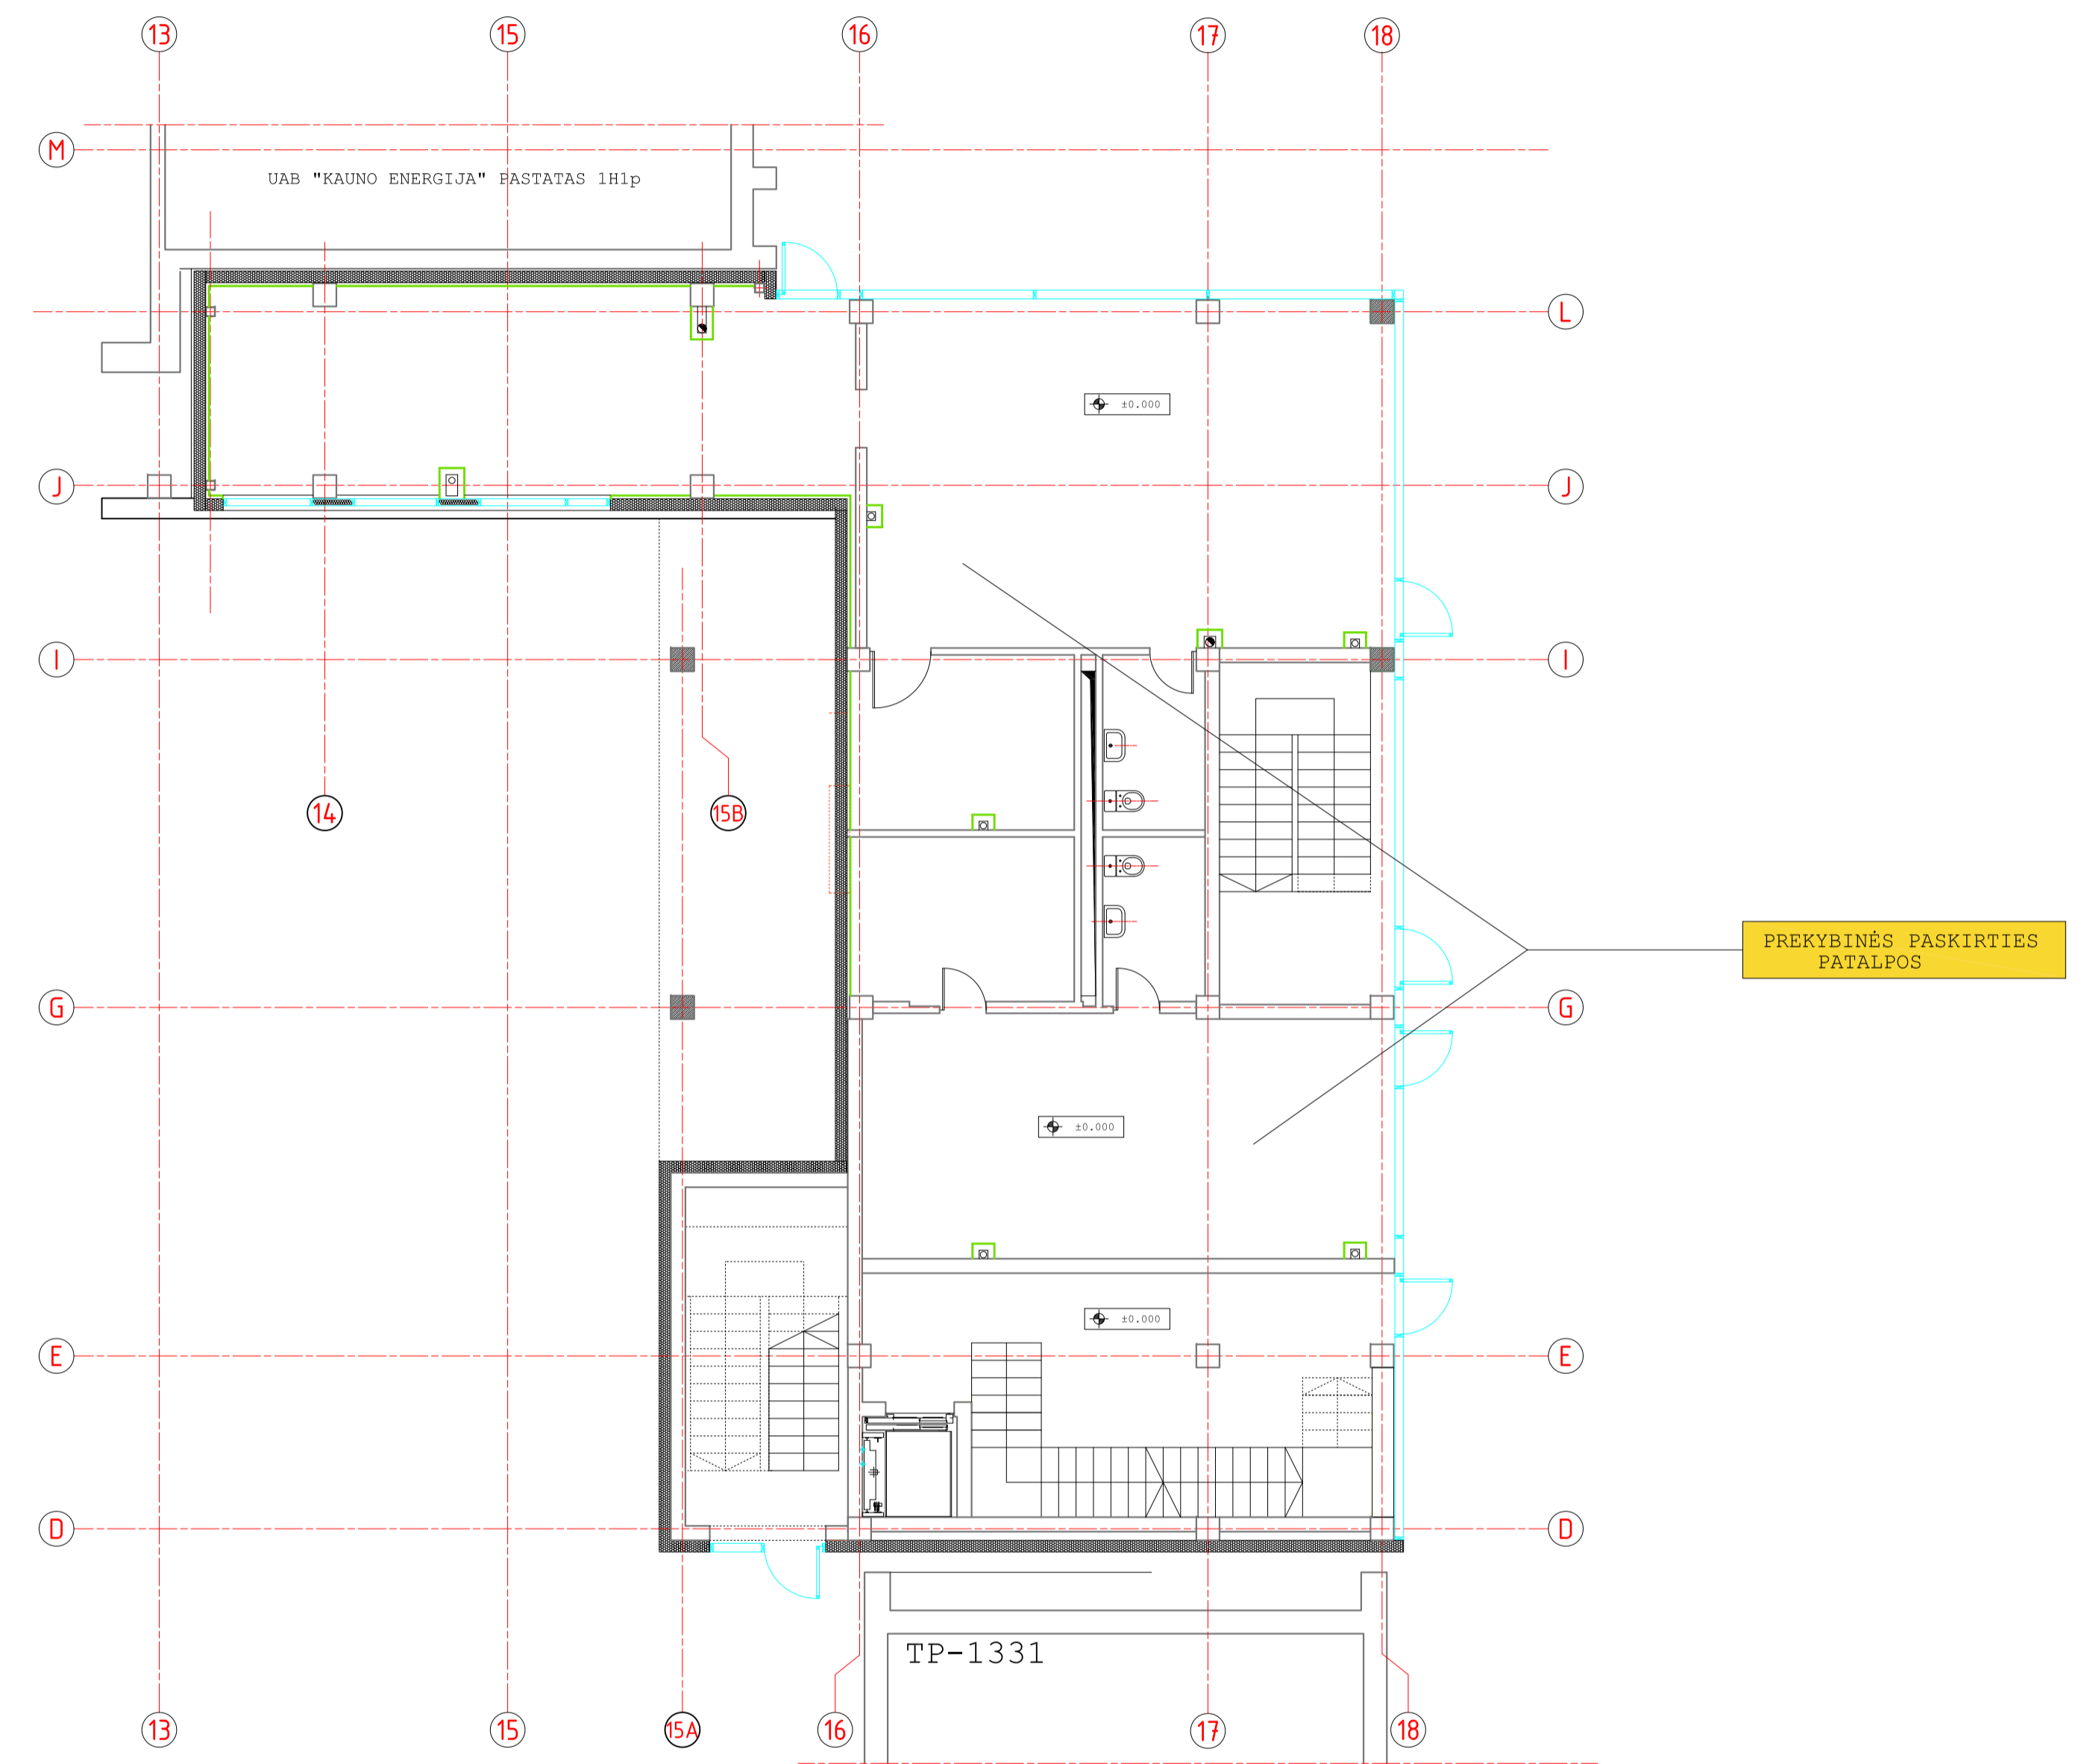 13 15 16 17 18
M
UAB "KAUNO ENERGIJA" PASTATAS 1H1p
L
±0.000
J J
I I
14 15B
PREKYBINĖS PASKIRTIES
PATALPOS
G G
±0.000
±0.000
E E
D D
TP-1331
13 15 15A 16 17 18